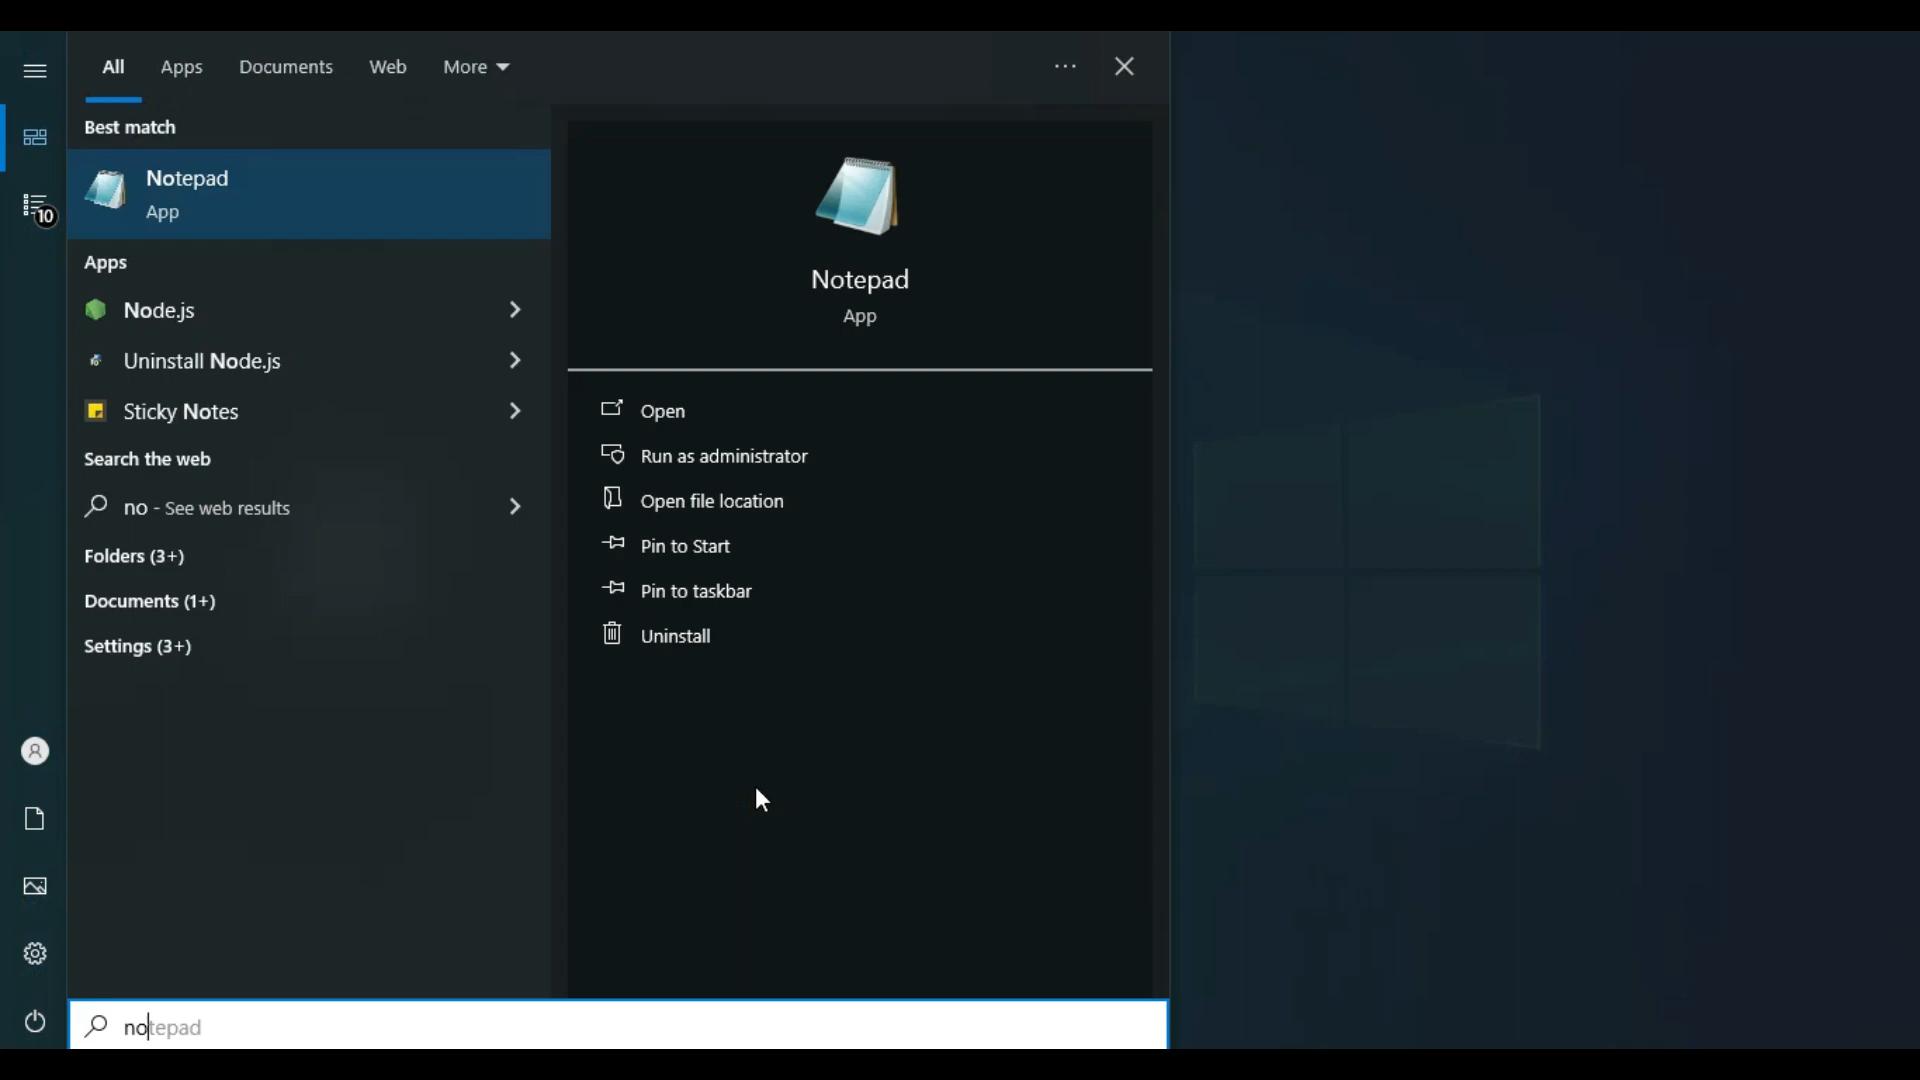 All Apps Documents Web More ···
Best match
Notepad
App
Apps
Node.js
Uninstall Node.js
Sticky Notes
Search the web
no - See web results
Folders (3+)
Documents (1+)
Settings (3+)
10
Notepad
App
Open
Run as administrator
Open file location
Pin to Start
Pin to taskbar
Uninstall
notepad